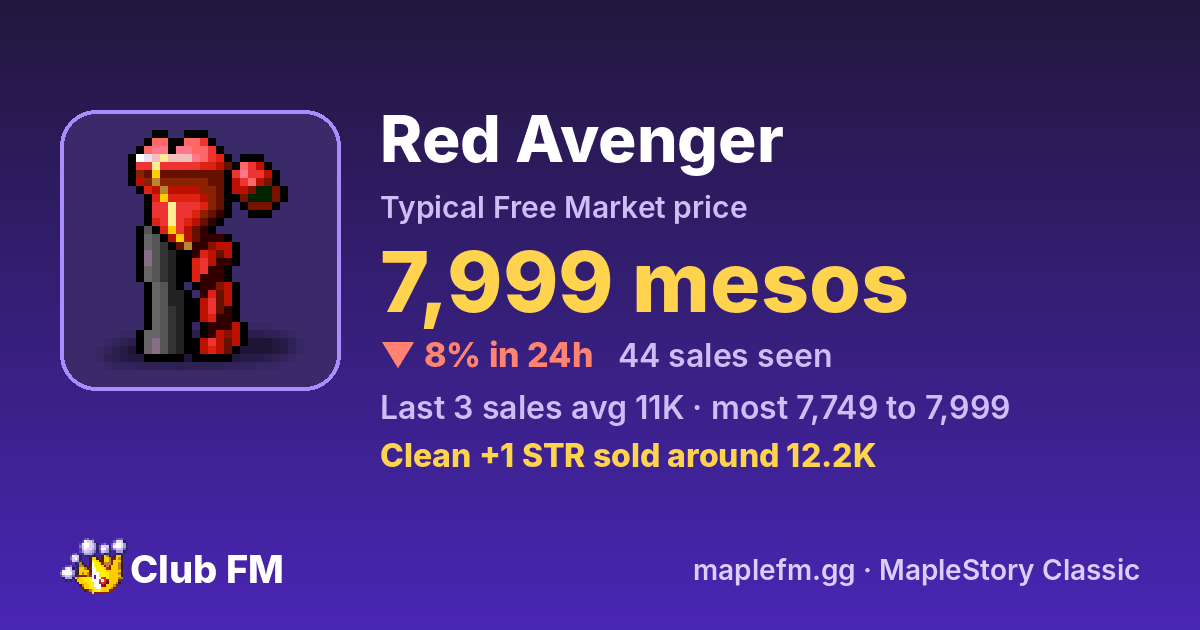 Red Avenger
Typical Free Market price
7,999 mesos
▼ 8% in 24h 44 sales seen
Last 3 sales avg 11K · most 7,749 to 7,999
Clean +1 STR sold around 12.2K
Club FM
maplefm.gg · MapleStory Classic